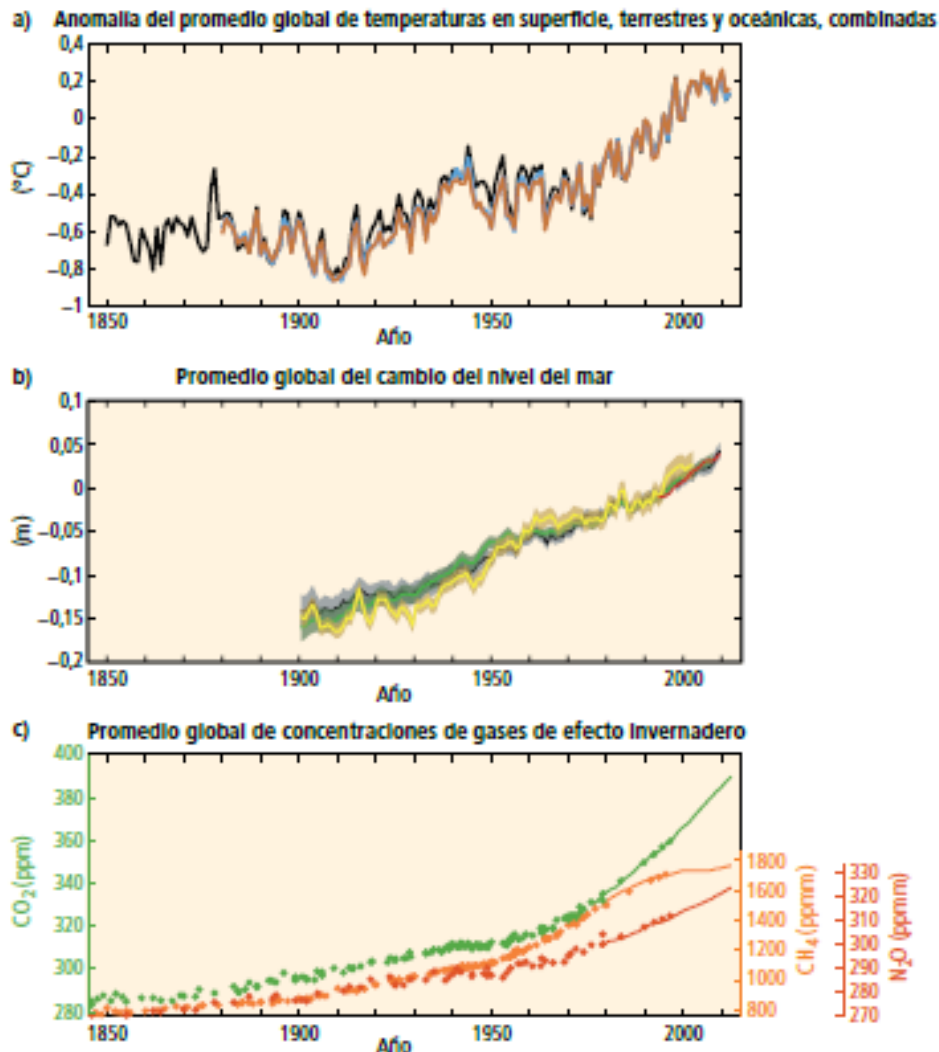 a) Anomalía del promedio global de temperaturas en superficie, terrestres y oceánicas, combinadas
0,4
0,2
0
−0,2
−0,4
−0,6
−0,8
−1
(°C)
1850 1900 1950 2000
Año
b) Promedio global del cambio del nivel del mar
0,1
0,05
0
−0,05
−0,1
−0,15
−0,2
(m)
1850 1900 1950 2000
Año
c) Promedio global de concentraciones de gases de efecto invernadero
400
380
360
340
320
300
280
CO₂ (ppm)
1800
1600
1400
1200
1000
800
CH₄ (ppmm)
330
320
310
300
290
280
270
N₂O (ppmm)
1850 1900 1950 2000
Año